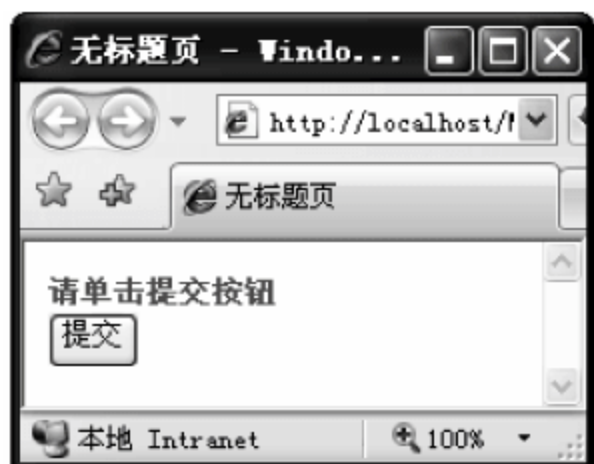 无标题页 - Windo...
http://localhost/
无标题页
请单击提交按钮
提交
本地 Intranet
100%